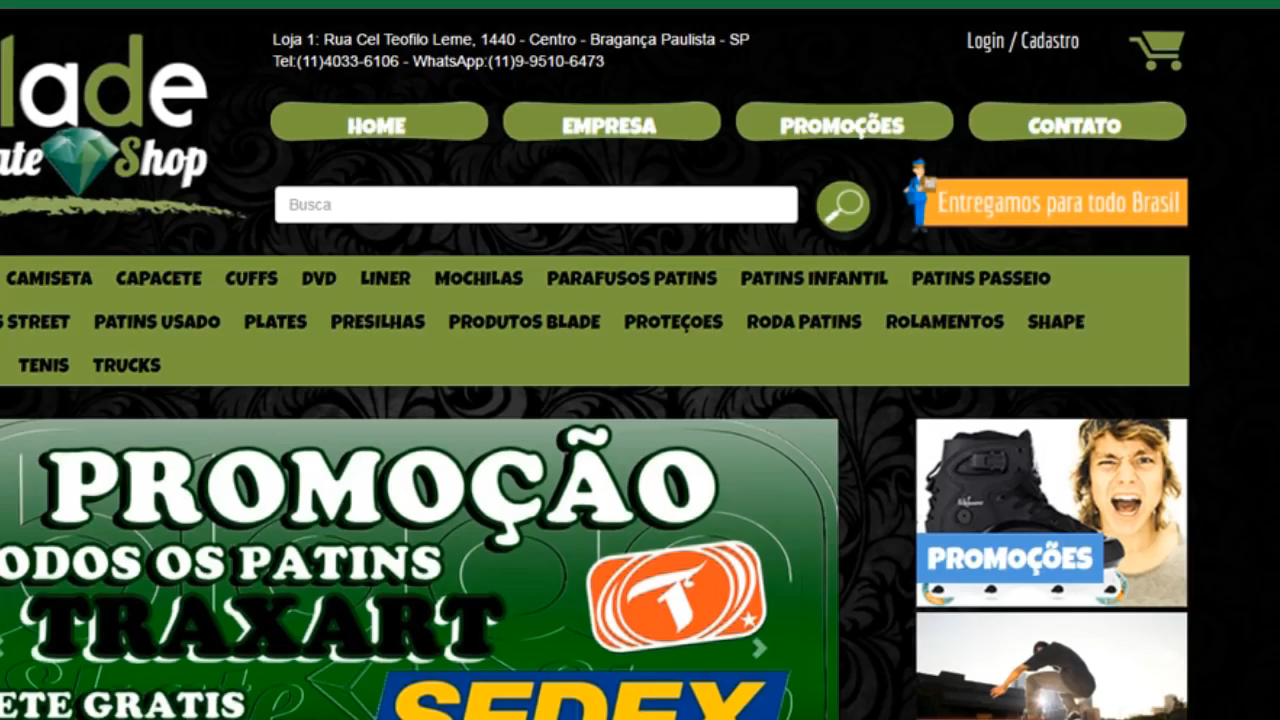 lade
ate Shop
Loja 1: Rua Cel Teofilo Leme, 1440 - Centro - Bragança Paulista - SP
Tel:(11)4033-6106 - WhatsApp:(11)9-9510-6473
Login / Cadastro
HOME
EMPRESA
PROMOÇÕES
CONTATO
Busca
Entregamos para todo Brasil
CAMISETA CAPACETE CUFFS DVD LINER MOCHILAS PARAFUSOS PATINS PATINS INFANTIL PATINS PASSEIO
S STREET PATINS USADO PLATES PRESILHAS PRODUTOS BLADE PROTEÇOES RODA PATINS ROLAMENTOS SHAPE
TENIS TRUCKS
PROMOÇÃO
ODOS OS PATINS
TRAXART
T
ETE GRATIS
SEDEX
PROMOÇÕES